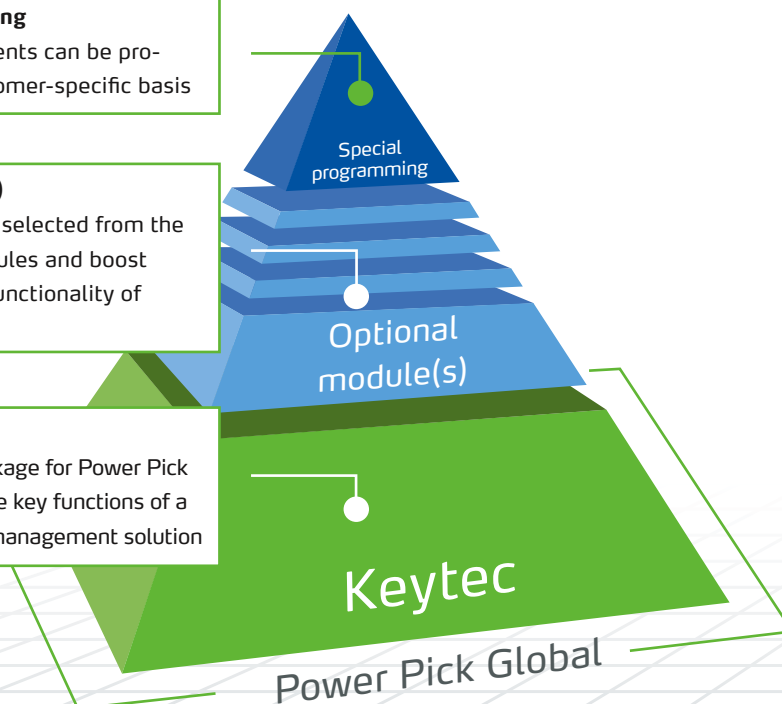 ng
ents can be pro-
omer-specific basis
Special
programming
)
selected from the
ules and boost
unctionality of
Optional
module(s)
kage for Power Pick
e key functions of a
management solution
Keytec
Power Pick Global